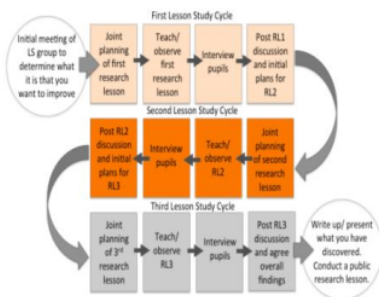 First Lesson Study Cycle
Initial meeting of
LS group to
determine what
it is that you
want to improve
Joint
planning
of first
research
lesson
Teach/
observe
first
research
lesson
Interview
pupils
Post RL1
discussion
and initial
plans for
RL2
Second Lesson Study Cycle
Post RL2
discussion
and initial
plans for
RL3
Interview
pupils
Teach/
observe
RL2
Joint
planning
of second
research
lesson
Third Lesson Study Cycle
Joint
planning
of 3rd
research
lesson
Teach/
observe
RL3
Interview
pupils
Post RL3
discussion
and agree
overall
findings
Write up/ present
what you have
discovered.
Conduct a public
research lesson.